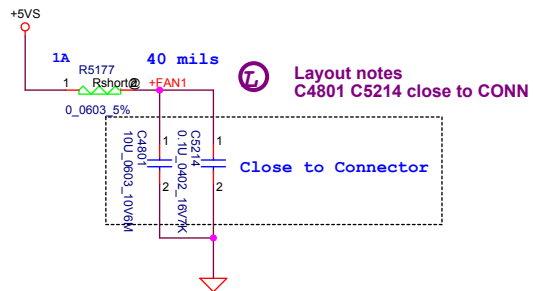 +5VS
1A
40 mils
R5177
1
Rshort@
2
+FAN1
0_0603_5%
L
Layout notes
C4801 C5214 close to CONN
C4801
10U_0603_10V6M
1
2
C5214
0.1U_0402_16V7K
1
2
Close to Connector